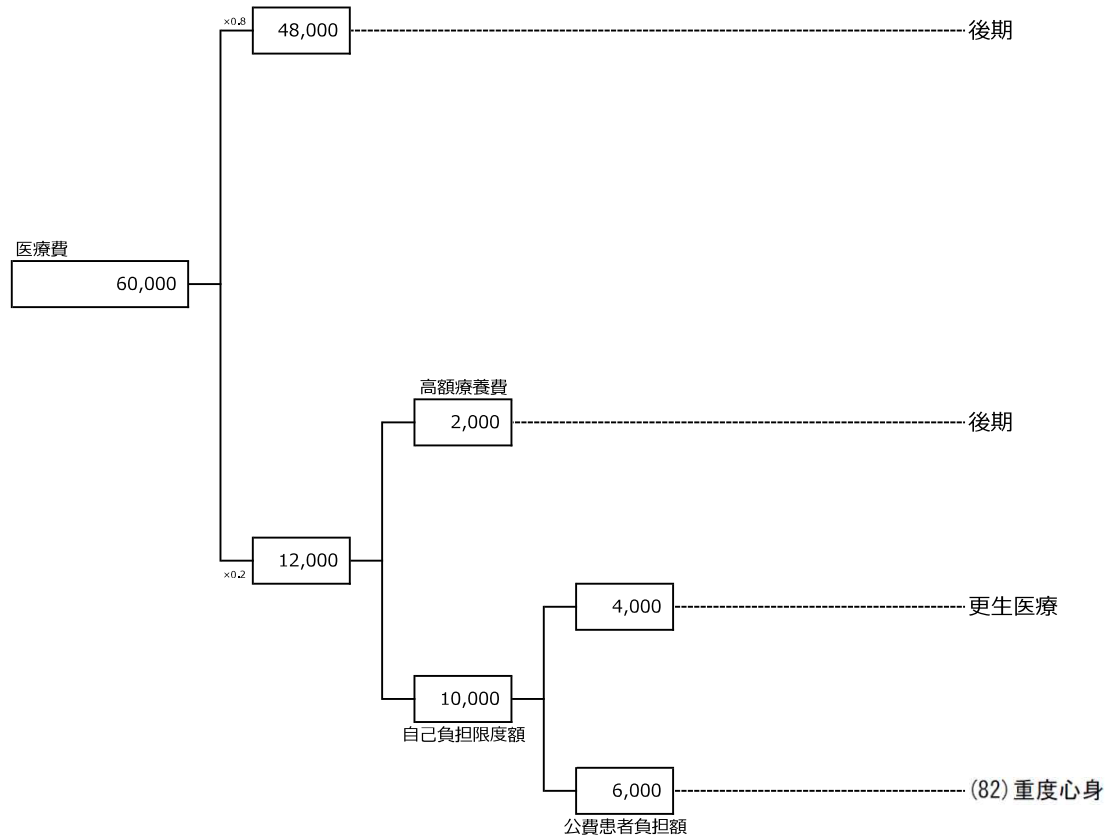 ×0.8
48,000
後期
医療費
60,000
高額療養費
2,000
後期
12,000
×0.2
4,000
更生医療
10,000
自己負担限度額
6,000
(82)重度心身
公費患者負担額